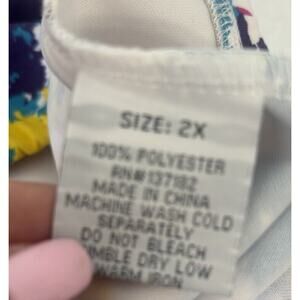 SIZE: 2X
100% POLYESTER
RN# 137182
MADE IN CHINA
MACHINE WASH COLD
SEPARATELY
DO NOT BLEACH
UMBLE DRY LOW
WARM IRON